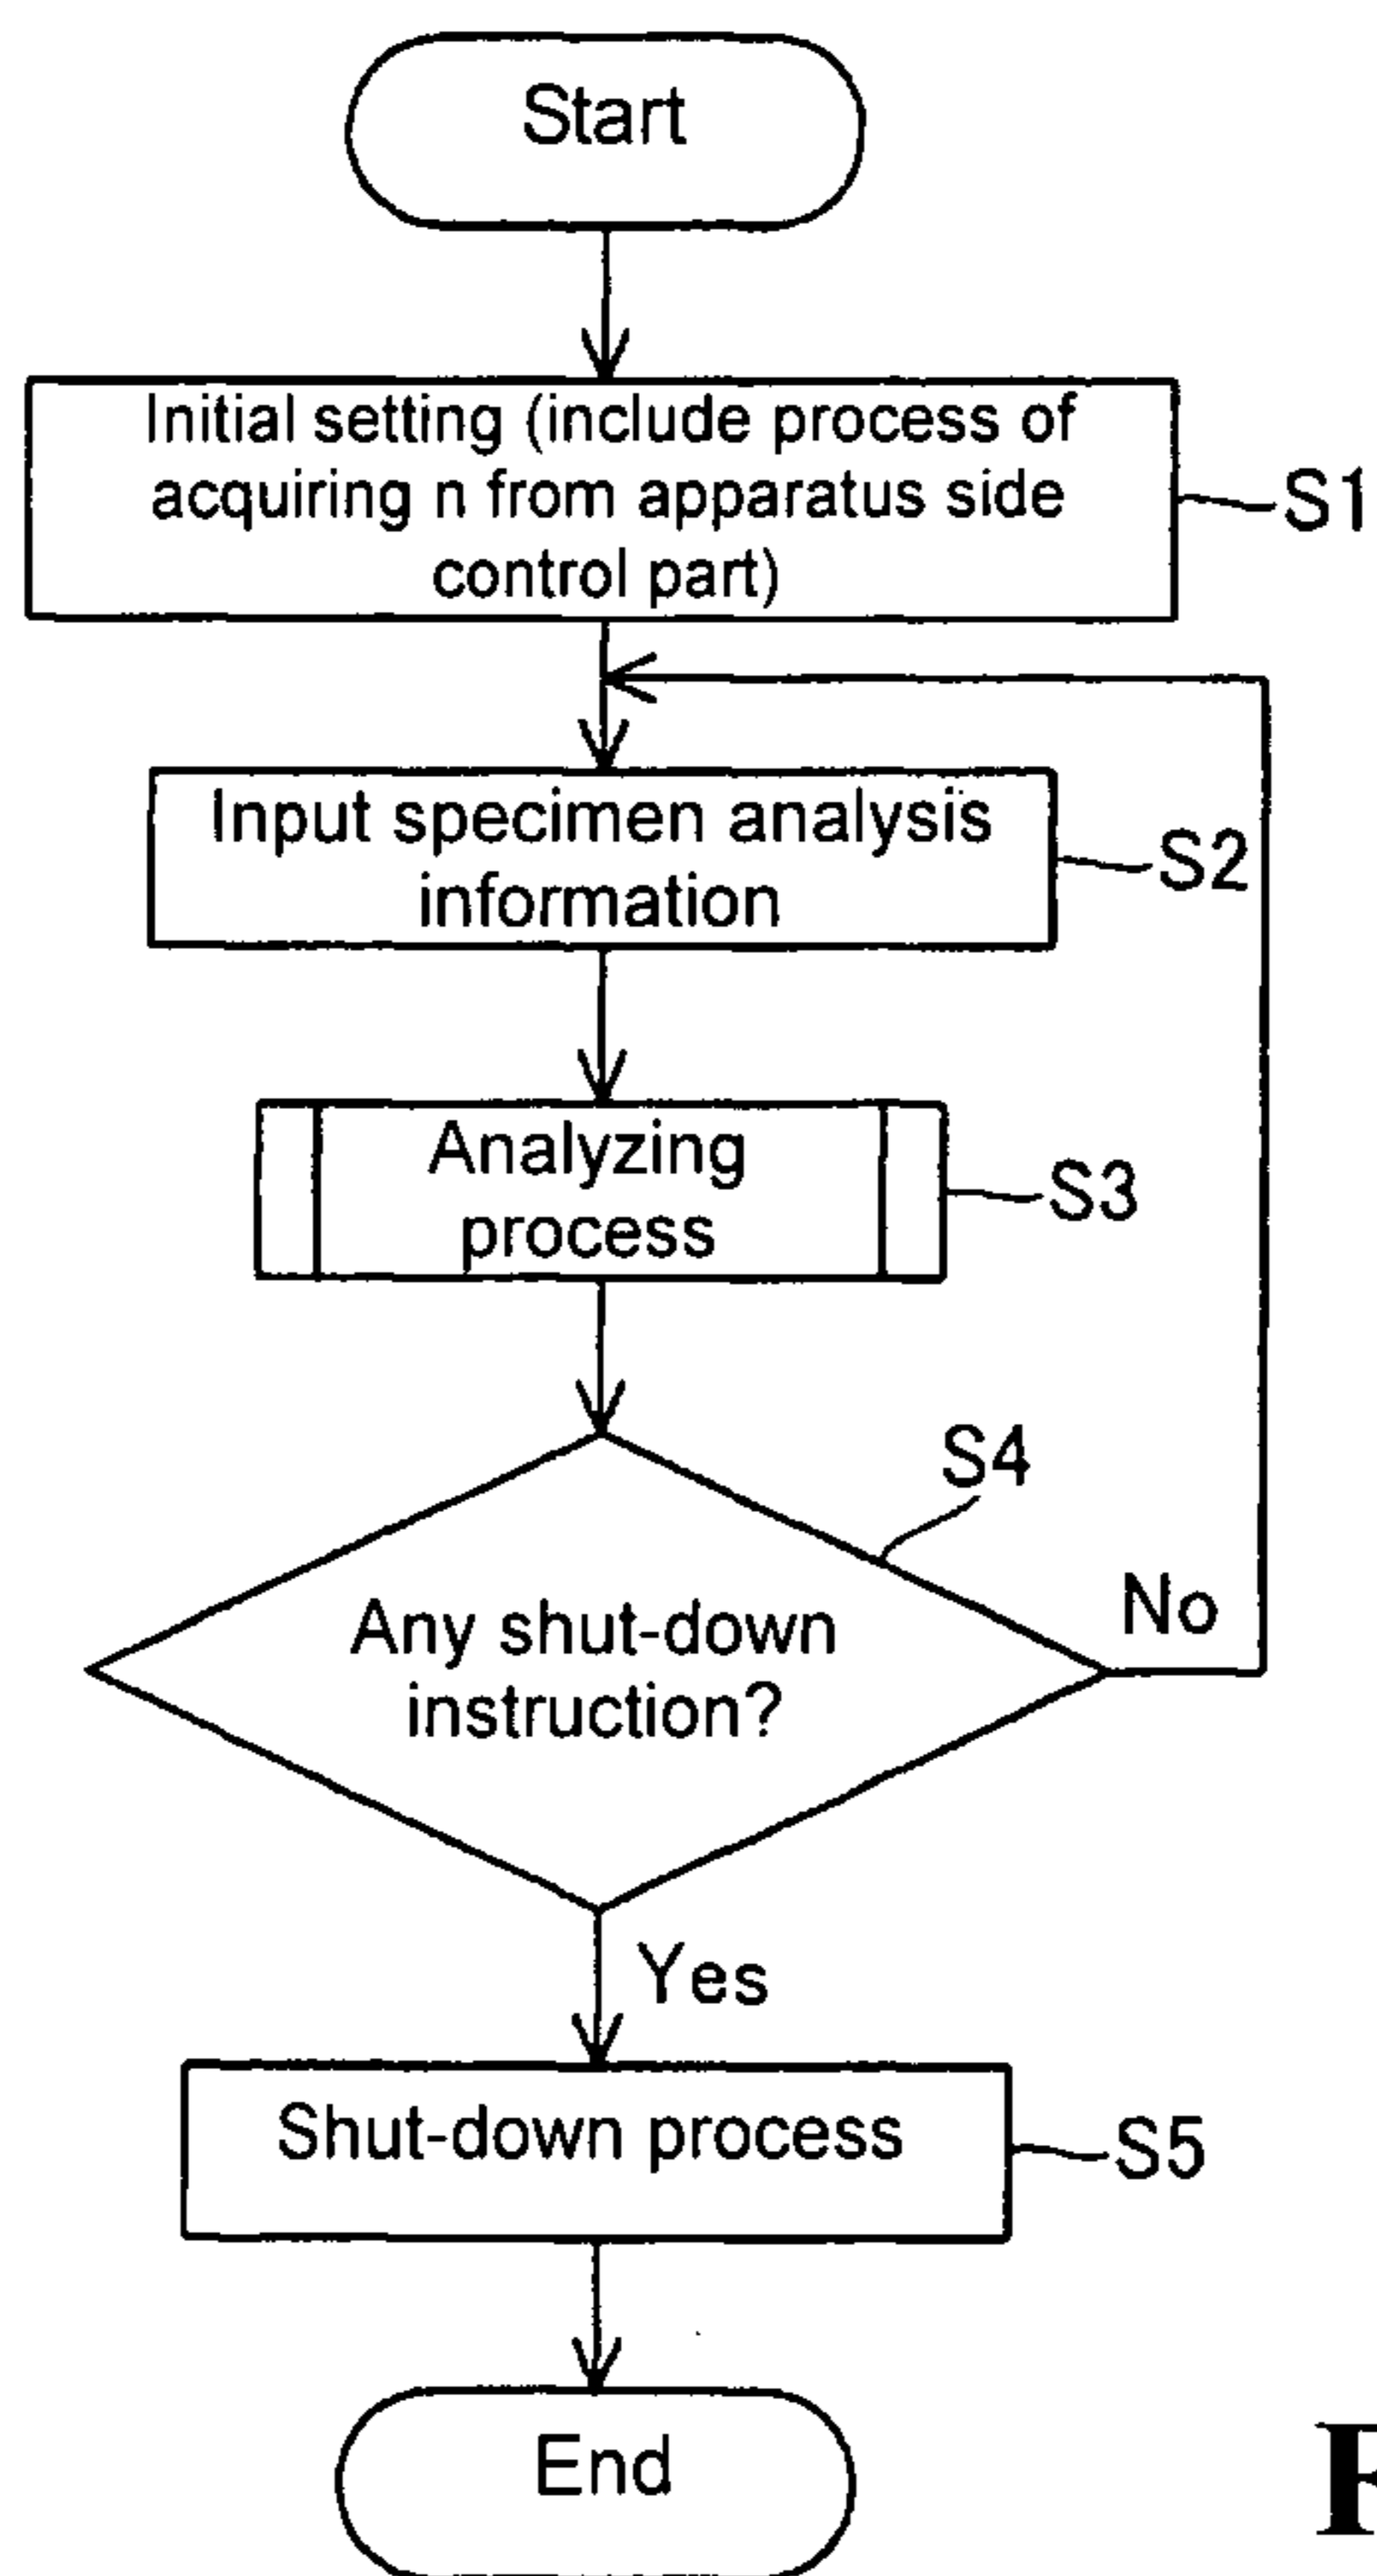 Start
Initial setting (include process of
acquiring n from apparatus side
control part)
S1
Input specimen analysis
information
S2
Analyzing
process
S3
S4
Any shut-down
instruction?
No
Yes
Shut-down process
S5
End